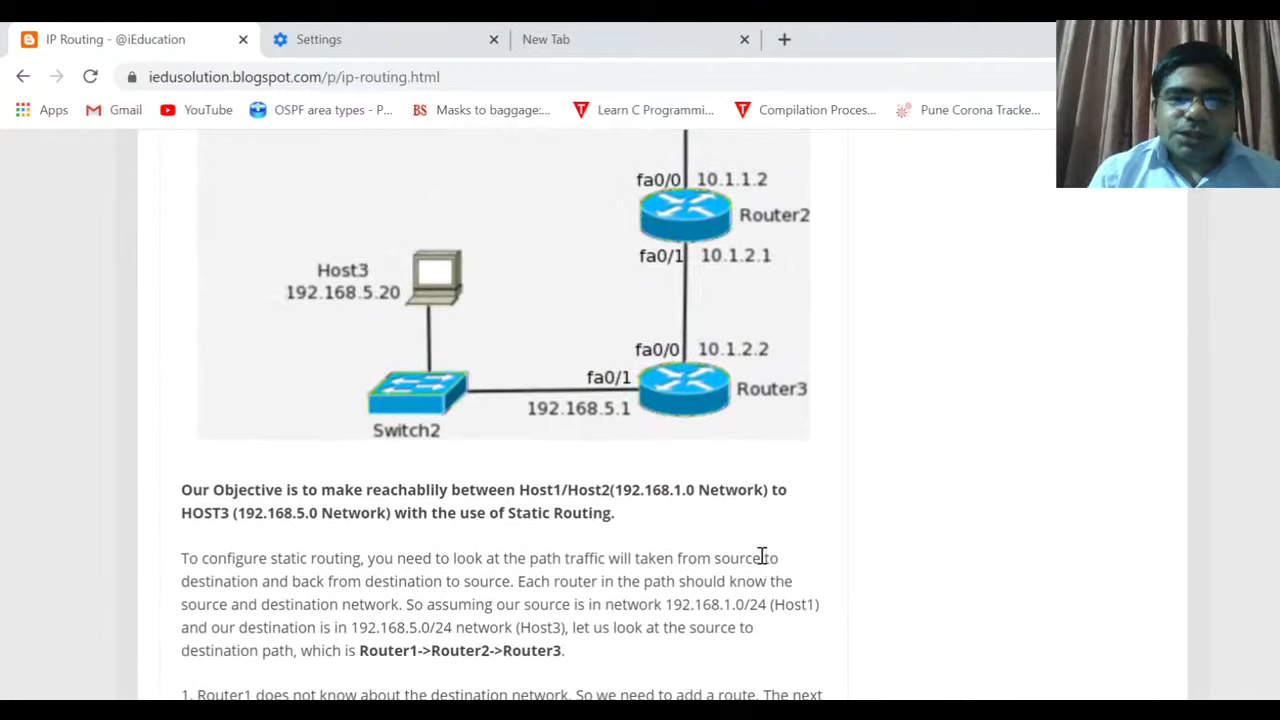 IP Routing - @iEducation
Settings
New Tab
iedusolution.blogspot.com/p/ip-routing.html
Apps
Gmail
YouTube
OSPF area types - P...
BS
Masks to baggage:...
T
Learn C Programmi...
T
Compilation Proces...
Pune Corona Tracke...
fa0/0 10.1.1.2
Router2
fa0/1 10.1.2.1
Host3
192.168.5.20
fa0/0 10.1.2.2
fa0/1
Router3
192.168.5.1
Switch2
Our Objective is to make reachablily between Host1/Host2(192.168.1.0 Network) to
HOST3 (192.168.5.0 Network) with the use of Static Routing.
To configure static routing, you need to look at the path traffic will taken from source to
destination and back from destination to source. Each router in the path should know the
source and destination network. So assuming our source is in network 192.168.1.0/24 (Host1)
and our destination is in 192.168.5.0/24 network (Host3), let us look at the source to
destination path, which is Router1->Router2->Router3.
1. Router1 does not know about the destination network. So we need to add a route. The next